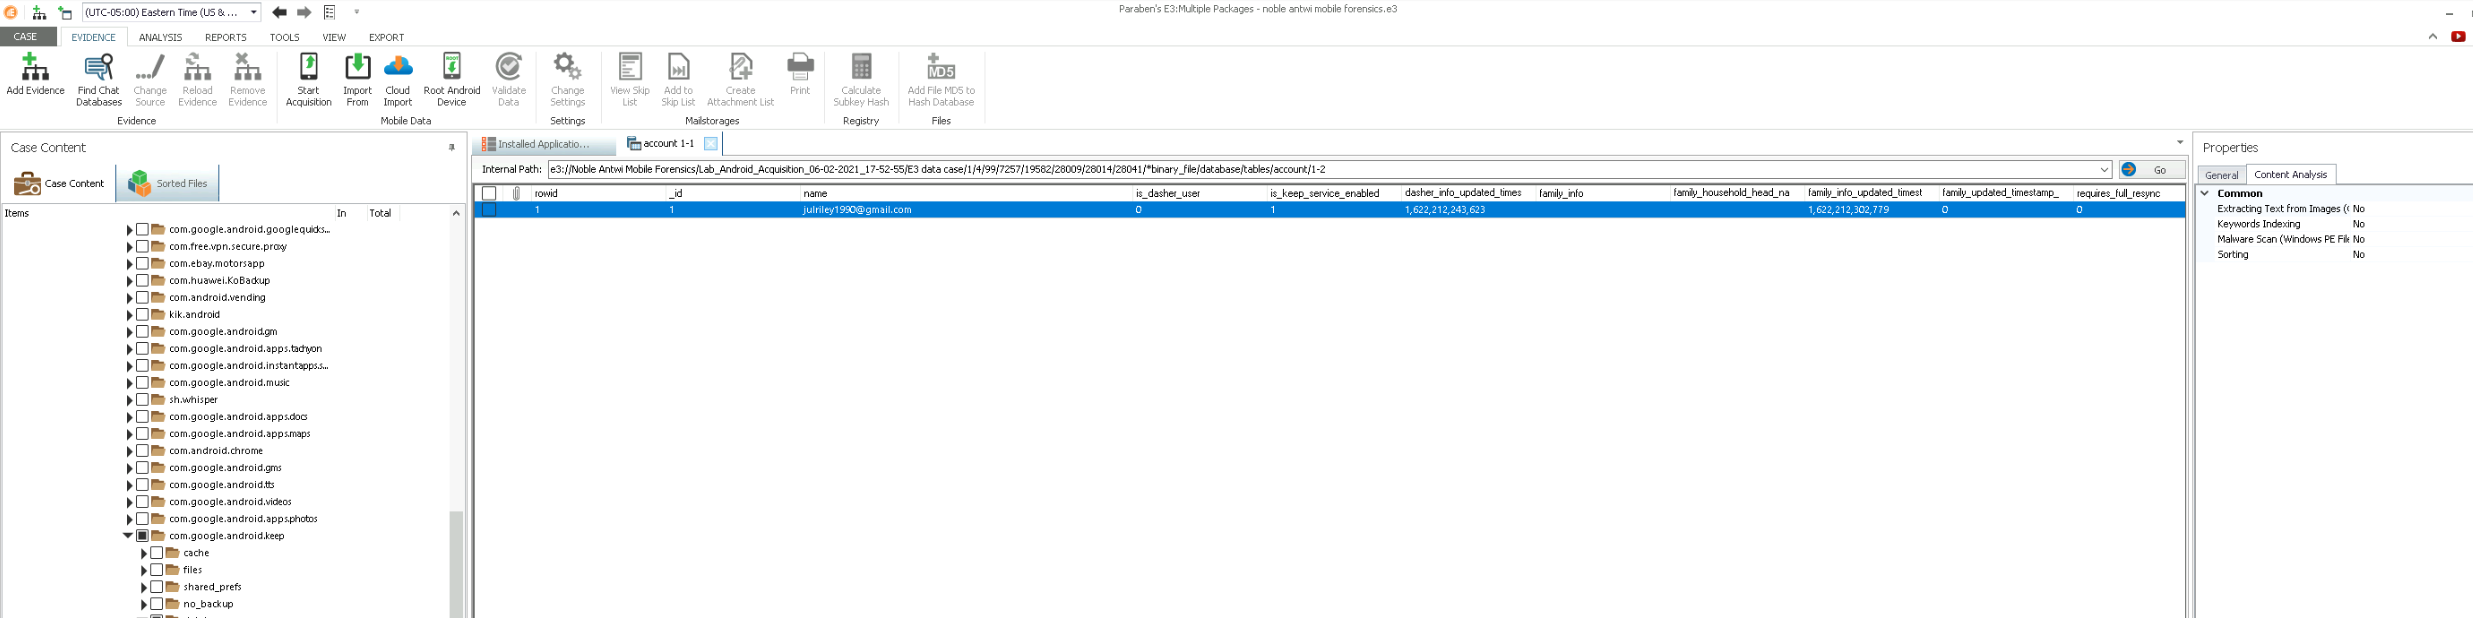 (UTC-05:00) Eastern Time (US & ...
Paraben's E3:Multiple Packages - noble antwi mobile forensics.e3
CASE EVIDENCE ANALYSIS REPORTS TOOLS VIEW EXPORT
Add Evidence
Find Chat Databases
Change Source
Reload Evidence
Remove Evidence
Start Acquisition
Import From
Cloud Import
Root Android Device
Validate Data
Change Settings
View Skip List
Add to Skip List
Create Attachment List
Print
Calculate Subkey Hash
Add File MD5 to Hash Database
Evidence Mobile Data Settings Mailstorages Registry Files
Case Content
Case Content Sorted Files
Items In Total
com.google.android.googlequicks...
com.free.vpn.secure.proxy
com.ebay.motorsapp
com.huawei.KoBackup
com.android.vending
kik.android
com.google.android.gm
com.google.android.apps.tachyon
com.google.android.instantapps.s...
com.google.android.music
sh.whisper
com.google.android.apps.docs
com.google.android.apps.maps
com.android.chrome
com.google.android.gms
com.google.android.tts
com.google.android.videos
com.google.android.apps.photos
com.google.android.keep
cache
files
shared_prefs
no_backup
Installed Applicatio... account 1-1
Internal Path: e3://Noble Antwi Mobile Forensics/Lab_Android_Acquisition_06-02-2021_17-52-55/E3 data case/1/4/99/7257/19582/28009/28014/28041/*binary_file/database/tables/account/1-2 Go
rowid _id name is_dasher_user is_keep_service_enabled dasher_info_updated_times family_info family_household_head_na family_info_updated_timest family_updated_timestamp_ requires_full_resync
1 1 julriley1990@gmail.com 0 1 1,622,212,243,623 1,622,212,302,779 0 0
Properties
General Content Analysis
Common
Extracting Text from Images (( No
Keywords Indexing No
Malware Scan (Windows PE File No
Sorting No